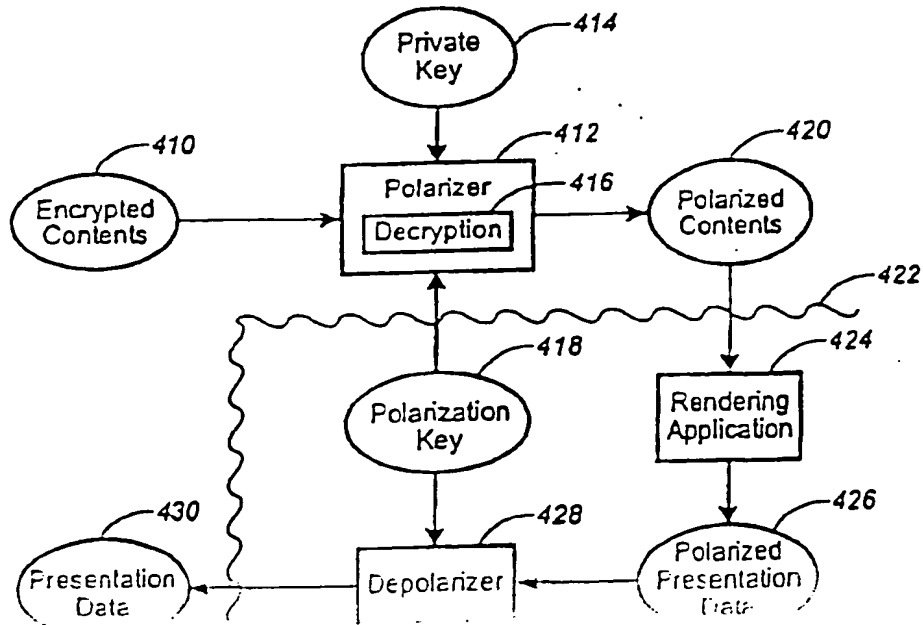 Private
Key
414
410
Encrypted
Contents
412
Polarizer
416
Decryption
420
Polarized
Contents
422
418
Polarization
Key
424
Rendering
Application
430
Presentation
Data
428
Depolarizer
426
Polarized
Presentation
Data